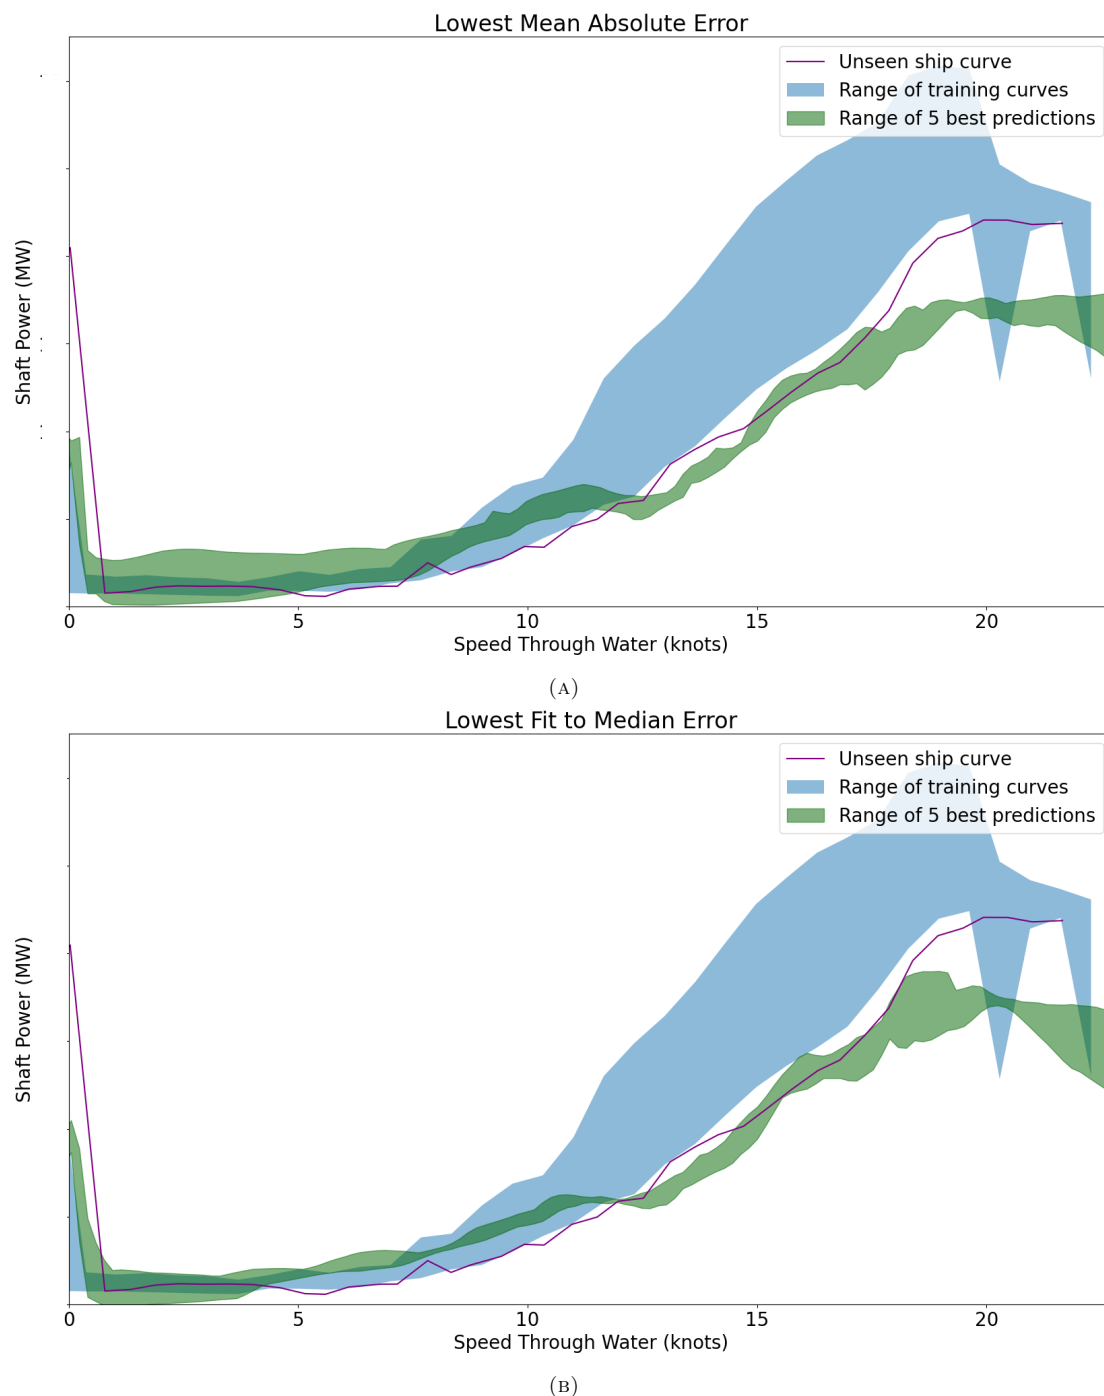 Lowest Mean Absolute Error
Unseen ship curve
Range of training curves
Range of 5 best predictions
Shaft Power (MW)
0 5 10 15 20
Speed Through Water (knots)
(A)
Lowest Fit to Median Error
Unseen ship curve
Range of training curves
Range of 5 best predictions
Shaft Power (MW)
0 5 10 15 20
Speed Through Water (knots)
(B)